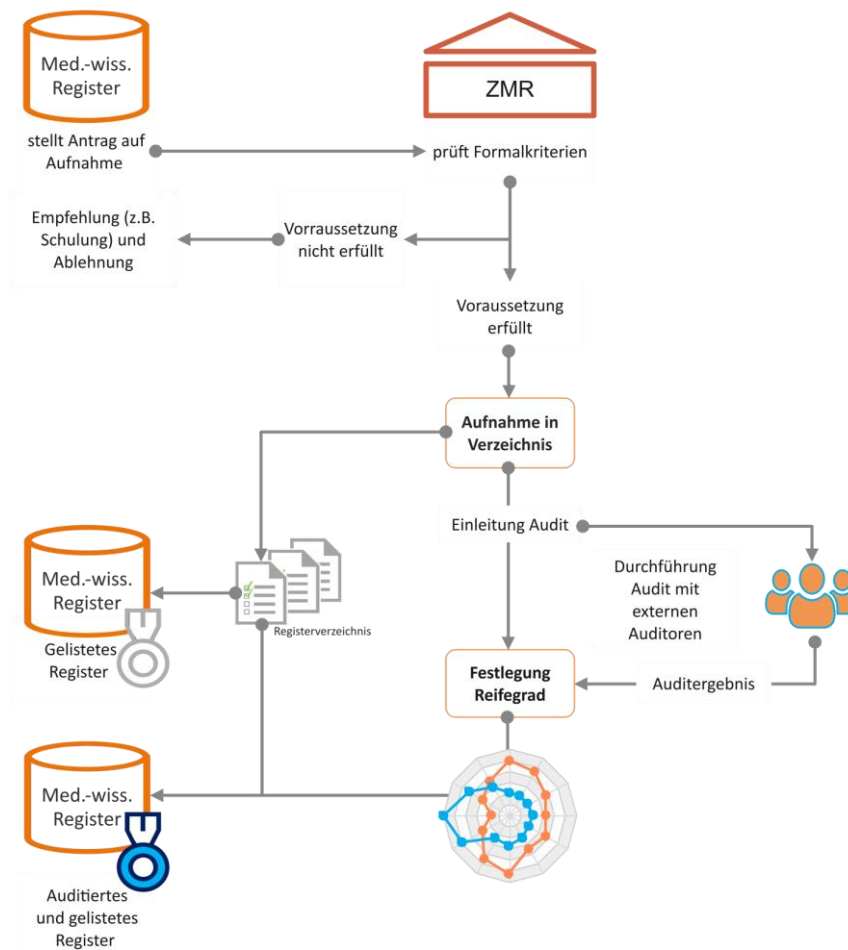 Med.-wiss.
Register
ZMR
stellt Antrag auf
Aufnahme
prüft Formalkriterien
Empfehlung (z.B.
Schulung) und
Ablehnung
Vorraussetzung
nicht erfüllt
Voraussetzung
erfüllt
Aufnahme in
Verzeichnis
Einleitung Audit
Durchführung
Audit mit
externen
Auditoren
Med.-wiss.
Register
Registerverzeichnis
Gelistetes
Register
Festlegung
Reifegrad
Auditergebnis
Med.-wiss.
Register
Auditiertes
und gelistetes
Register